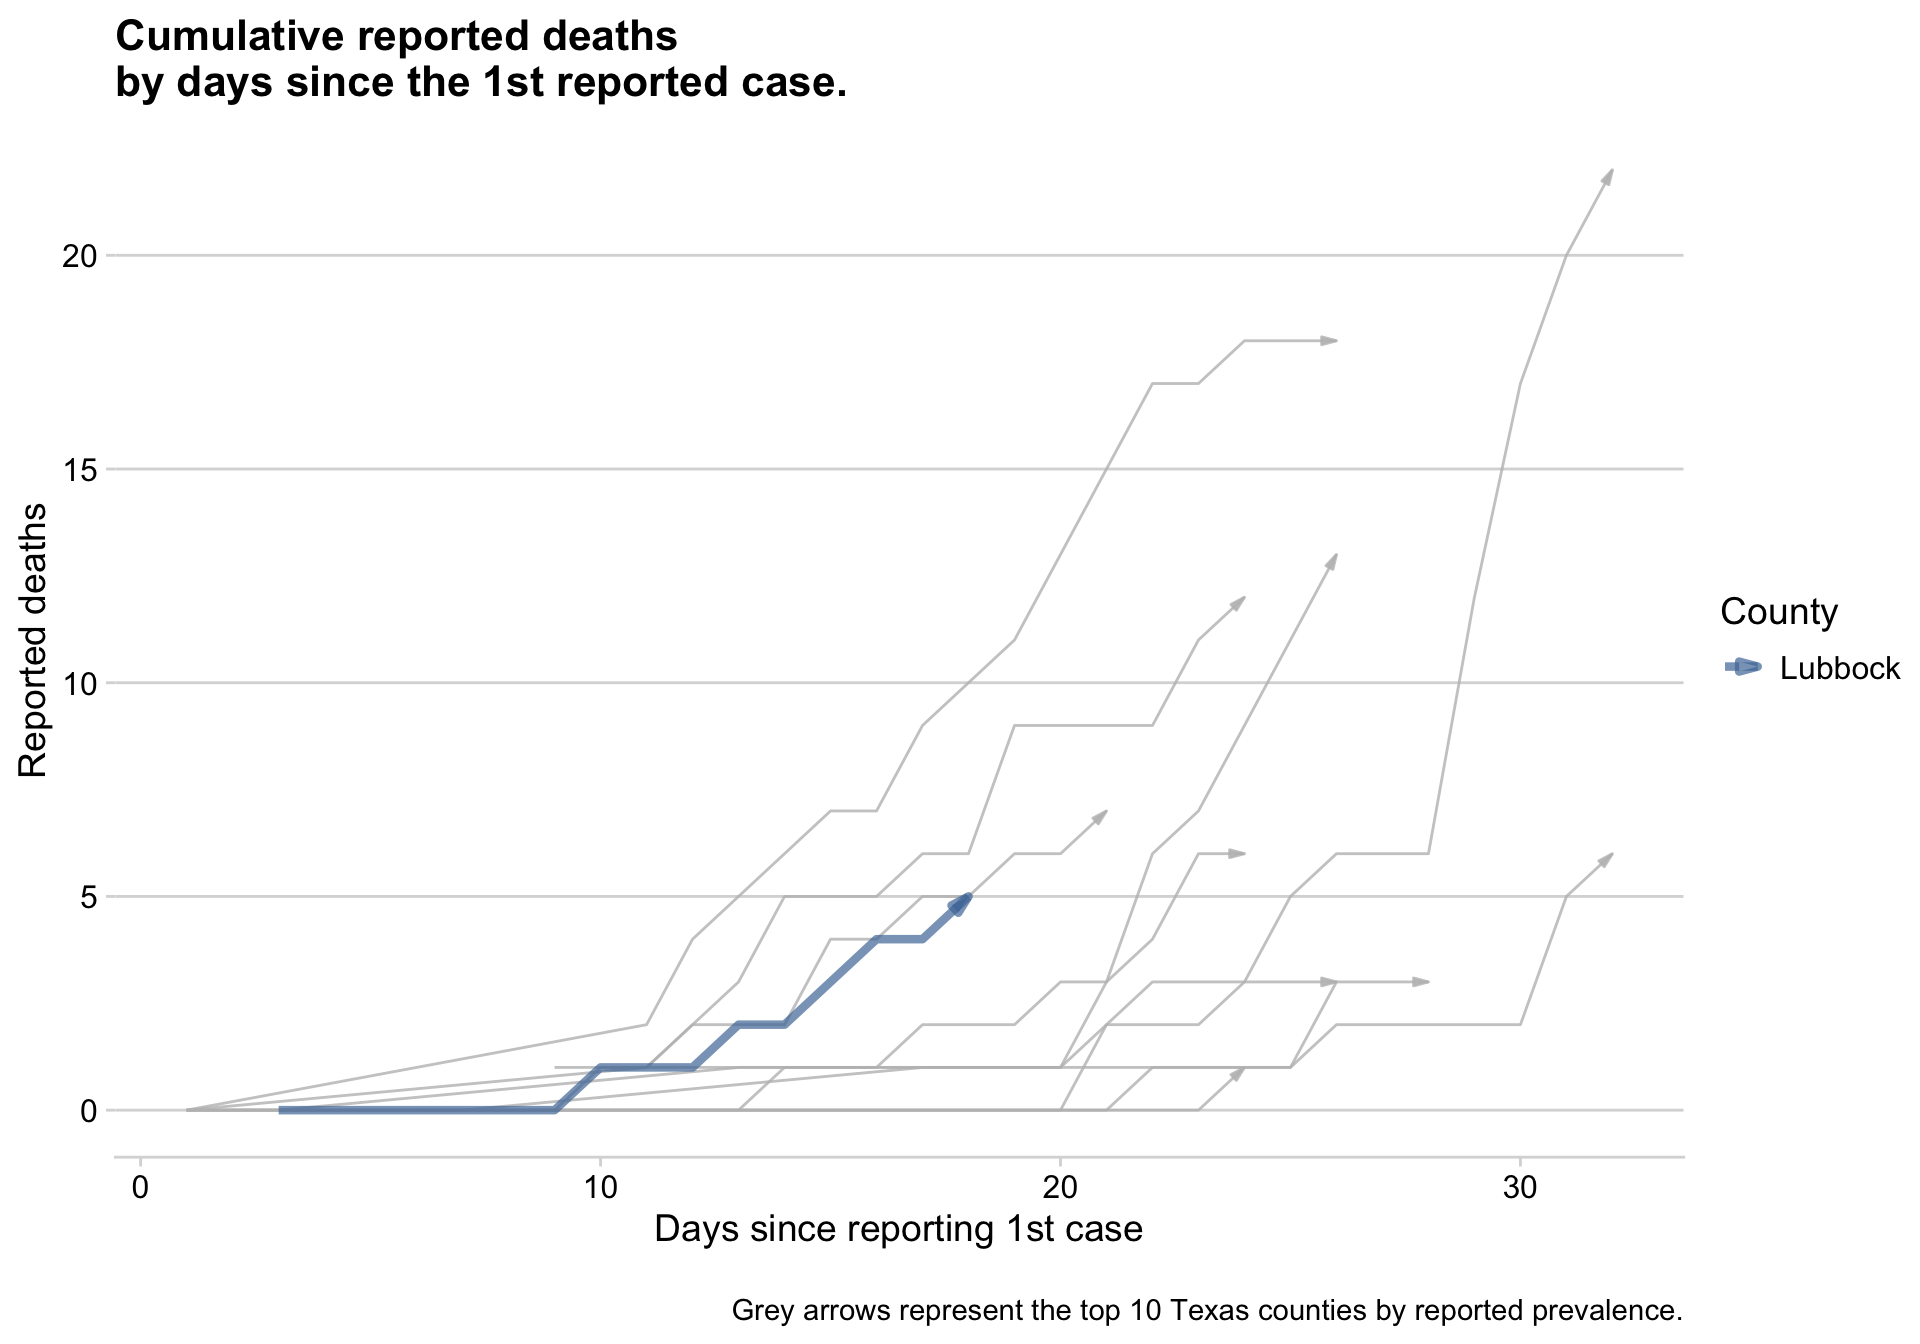 Cumulative reported deaths
by days since the 1st reported case.
20
15
10
5
0
Reported deaths
0
10
20
30
Days since reporting 1st case
County
Lubbock
Grey arrows represent the top 10 Texas counties by reported prevalence.